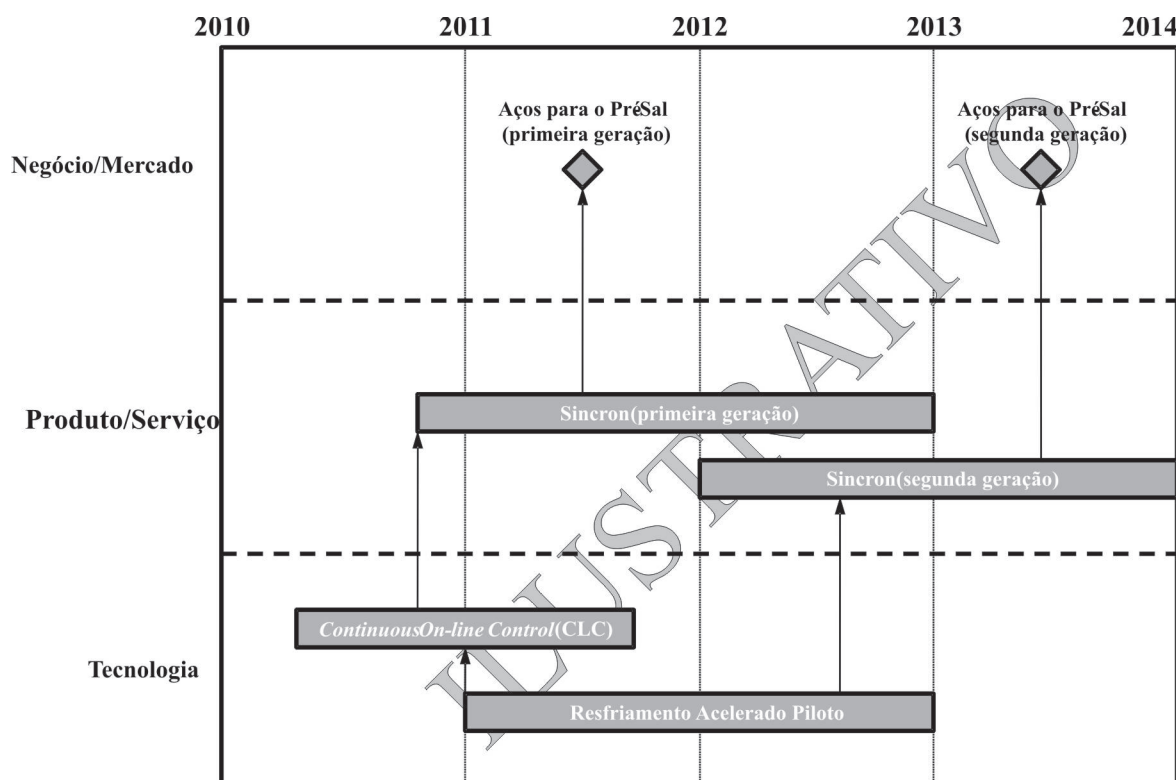 2010 2011 2012 2013 2014
Aços para o PréSal
(primeira geração)
Aços para o PréSal
(segunda geração)
Negócio/Mercado
Produto/Serviço
Sincron(primeira geração)
Sincron(segunda geração)
ContinuousOn-line Control(CLC)
Tecnologia
Resfriamento Acelerado Piloto
ILUSTRATIVO